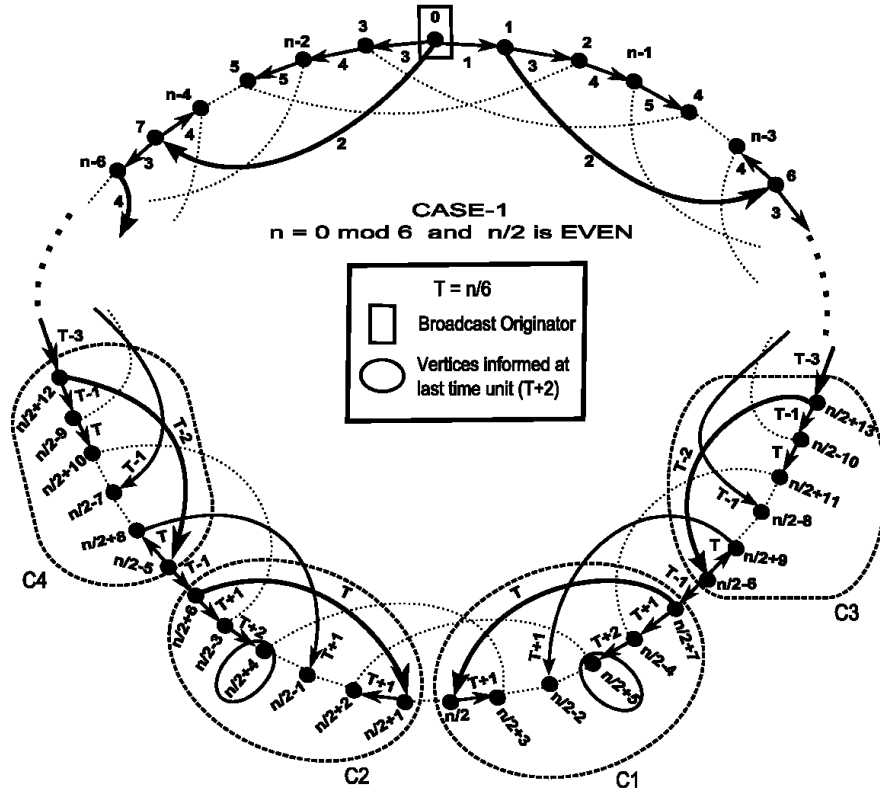 0
3
1
n-2
2
3
1
4
3
n-1
5
5
4
4
5
n-4
7
4
n-3
n-6
3
2
2
4
6
4
3
CASE-1
n = 0 mod 6 and n/2 is EVEN
T = n/6
Broadcast Originator
Vertices informed at
last time unit (T+2)
T-3
n/2+12
T-1
n/2-9
T
n/2+10
T-2
T-1
n/2-7
n/2+8
T
n/2-5
T-1
C4
T-3
n/2+13
T-1
n/2-10
T
T-2
n/2+11
T-1
n/2-8
T
n/2+9
n/2-6
T-1
C3
n/2+6
T+1
n/2-3
T+2
n/2+4
T
T+1
n/2-1
n/2+2
T+1
n/2+1
C2
T
n/2+7
T+1
n/2-4
T+2
n/2+5
T+1
n/2-2
n/2+3
T+1
n/2
C1